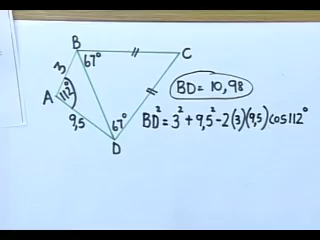 B
C
67°
3
BD = 10,98
A
112°
BD² = 3² + 9,5² - 2(3)(9,5) cos 112°
9,5
67°
D